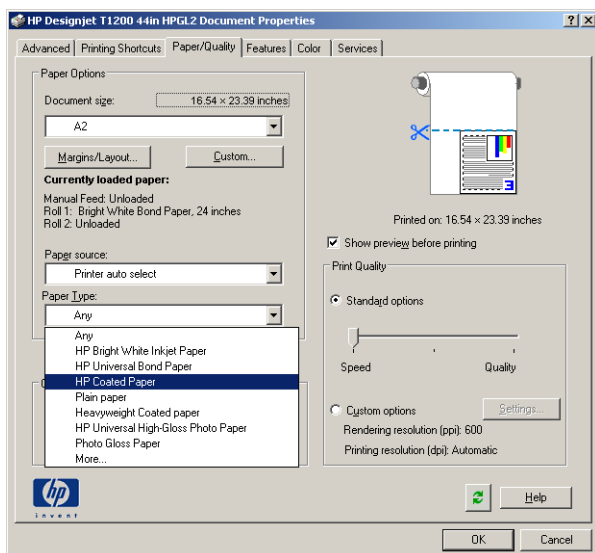 HP Designjet T1200 44in HPGL2 Document Properties
Advanced Printing Shortcuts Paper/Quality Features Color Services
Paper Options
Document size: 16.54 × 23.39 inches
A2
Margins/Layout... Custom...
Currently loaded paper:
Manual Feed: Unloaded
Roll 1: Bright White Bond Paper, 24 inches
Roll 2: Unloaded
Paper source:
Printer auto select
Paper Type:
Any
Any
HP Bright White Inkjet Paper
HP Universal Bond Paper
HP Coated Paper
Plain paper
Heavyweight Coated paper
HP Universal High-Gloss Photo Paper
Photo Gloss Paper
More...
3
Printed on: 16.54 × 23.39 inches
Show preview before printing
Print Quality
Standard options
Speed Quality
Custom options Settings...
Rendering resolution (ppi): 600
Printing resolution (dpi): Automatic
hp
invent
Help
OK Cancel